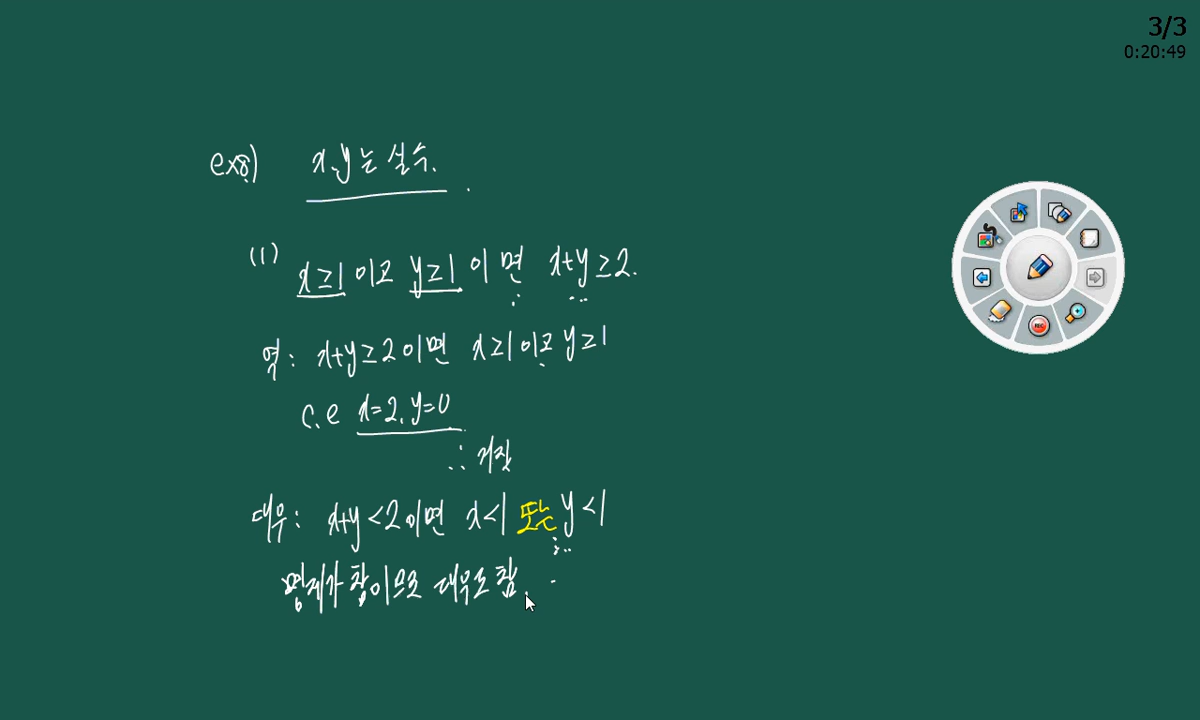 3/3
0:20:49
ex8) x, y는 실수.
(1) x≥1 이고 y≥1 이면 x+y≥2.
역: x+y≥2 이면 x≥1 이고 y≥1
C.e x=2, y=0
∴ 거짓
대우: x+y<2 이면 x<1 또는 y<1
명제가 참이므로 대우도 참.
REC